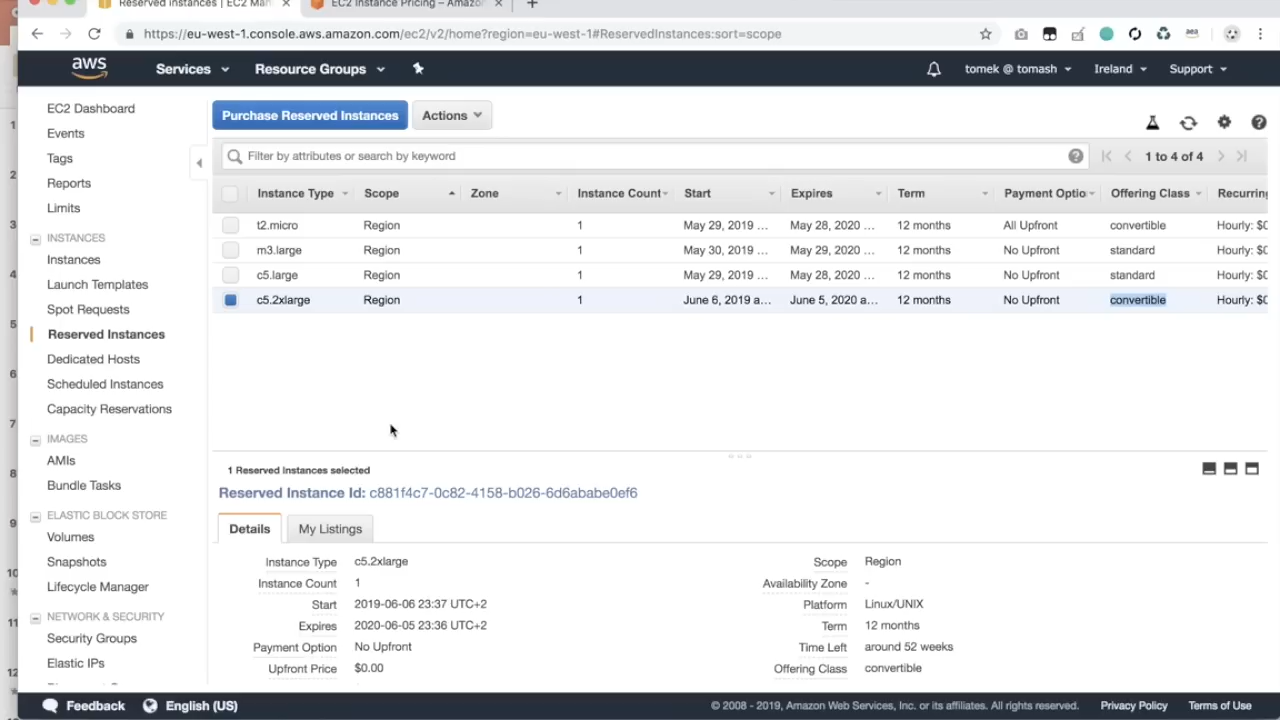 Reserved Instances | EC2 Man
EC2 Instance Pricing – Amazo
https://eu-west-1.console.aws.amazon.com/ec2/v2/home?region=eu-west-1#ReservedInstances:sort=scope
aws Services Resource Groups tomek @ tomash Ireland Support
EC2 Dashboard
Events
Tags
Reports
Limits
INSTANCES
Instances
Launch Templates
Spot Requests
Reserved Instances
Dedicated Hosts
Scheduled Instances
Capacity Reservations
IMAGES
AMIs
Bundle Tasks
ELASTIC BLOCK STORE
Volumes
Snapshots
Lifecycle Manager
NETWORK & SECURITY
Security Groups
Elastic IPs
Purchase Reserved Instances Actions
Filter by attributes or search by keyword 1 to 4 of 4
Instance Type Scope Zone Instance Count Start Expires Term Payment Optio Offering Class Recurring
t2.micro Region 1 May 29, 2019 ... May 28, 2020 ... 12 months All Upfront convertible Hourly: $0
m3.large Region 1 May 30, 2019 ... May 29, 2020 ... 12 months No Upfront standard Hourly: $0
c5.large Region 1 May 29, 2019 ... May 28, 2020 ... 12 months No Upfront standard Hourly: $0
c5.2xlarge Region 1 June 6, 2019 a... June 5, 2020 a... 12 months No Upfront convertible Hourly: $0
1 Reserved Instances selected
Reserved Instance Id: c881f4c7-0c82-4158-b026-6d6ababe0ef6
Details My Listings
Instance Type c5.2xlarge
Instance Count 1
Start 2019-06-06 23:37 UTC+2
Expires 2020-06-05 23:36 UTC+2
Payment Option No Upfront
Upfront Price $0.00
Scope Region
Availability Zone -
Platform Linux/UNIX
Term 12 months
Time Left around 52 weeks
Offering Class convertible
Feedback English (US) © 2008 - 2019, Amazon Web Services, Inc. or its affiliates. All rights reserved. Privacy Policy Terms of Use
1
2
3
4
5
6
7
8
9
10
11
12